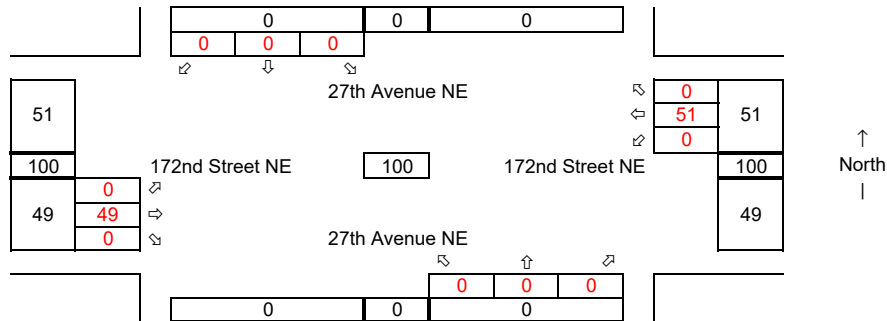 0 0 0
0 0 0
⬃ ⇩ ⬂
27th Avenue NE
⬁ 0
51 ⇦ 51 51
⬃ 0
100 172nd Street NE 100 172nd Street NE 100
0 ⬀
49 49 ⇨ 49
0 ⬂
27th Avenue NE
⬁ ⇧ ⬀
0 0 0
0 0 0
↑
North
|